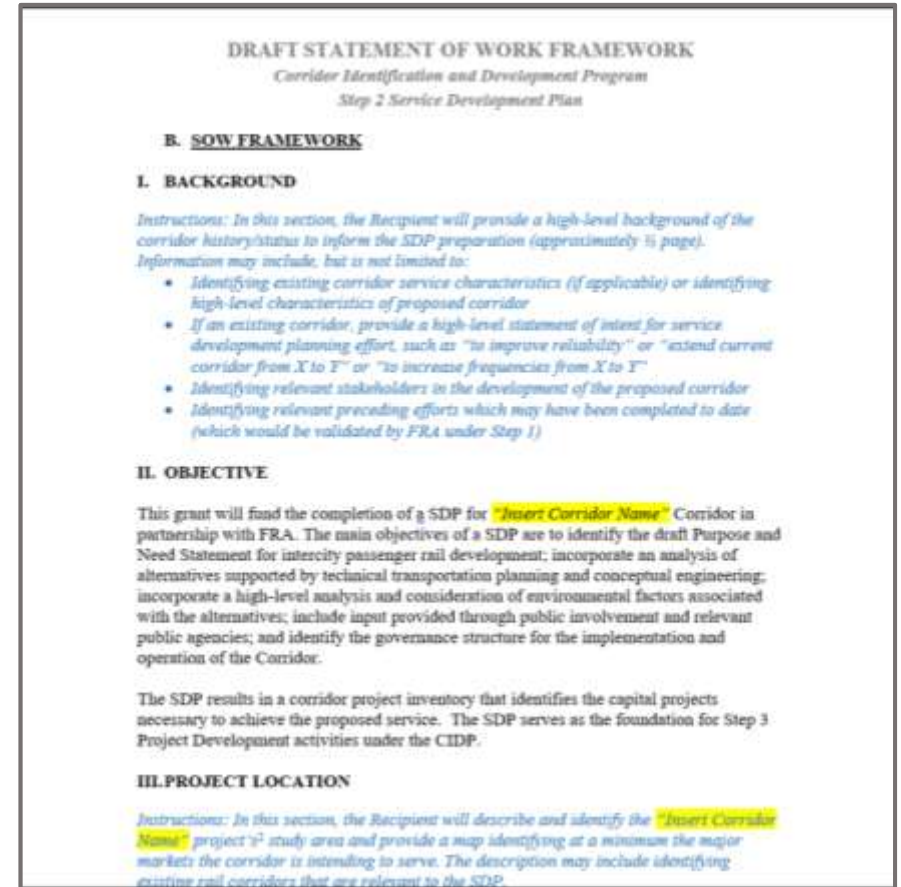 DRAFT STATEMENT OF WORK FRAMEWORK
Corridor Identification and Development Program
Step 2 Service Development Plan
B. SOW FRAMEWORK
I. BACKGROUND
Instructions: In this section, the Recipient will provide a high-level background of the
corridor history/status to inform the SDP preparation (approximately ½ page).
Information may include, but is not limited to:
• Identifying existing corridor service characteristics (if applicable) or identifying
high-level characteristics of proposed corridor
• If an existing corridor, provide a high-level statement of intent for service
development planning effort, such as "to improve reliability" or "extend current
corridor from X to Y" or "to increase frequencies from X to Y"
• Identifying relevant stakeholders in the development of the proposed corridor
• Identifying relevant preceding efforts which may have been completed to date
(which would be validated by FRA under Step 1)
II. OBJECTIVE
This grant will fund the completion of a SDP for "Insert Corridor Name" Corridor in
partnership with FRA. The main objectives of a SDP are to identify the draft Purpose and
Need Statement for intercity passenger rail development; incorporate an analysis of
alternatives supported by technical transportation planning and conceptual engineering;
incorporate a high-level analysis and consideration of environmental factors associated
with the alternatives; include input provided through public involvement and relevant
public agencies; and identify the governance structure for the implementation and
operation of the Corridor.
The SDP results in a corridor project inventory that identifies the capital projects
necessary to achieve the proposed service. The SDP serves as the foundation for Step 3
Project Development activities under the CIDP.
III.PROJECT LOCATION
Instructions: In this section, the Recipient will describe and identify the "Insert Corridor
Name" project's² study area and provide a map identifying at a minimum the major
markets the corridor is intending to serve. The description may include identifying
existing rail corridors that are relevant to the SDP.